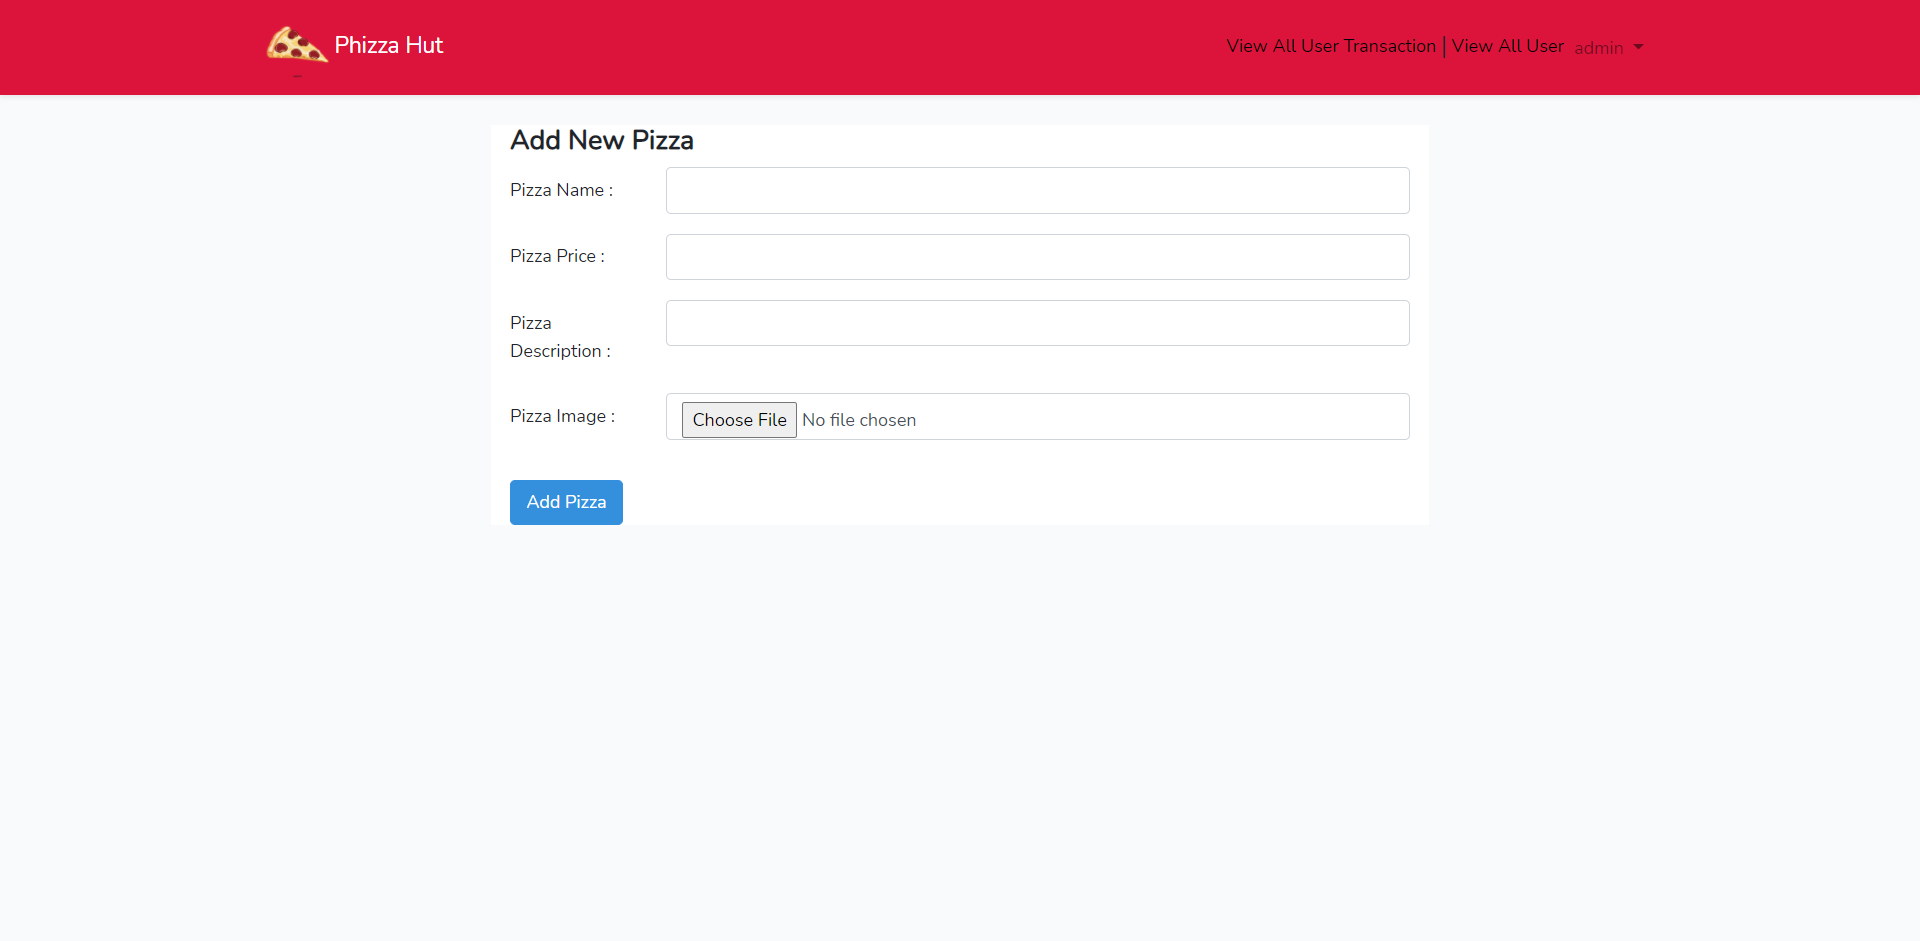 Phizza Hut
View All User Transaction | View All User admin
Add New Pizza
Pizza Name :
Pizza Price :
Pizza
Description :
Pizza Image :
Choose File No file chosen
Add Pizza